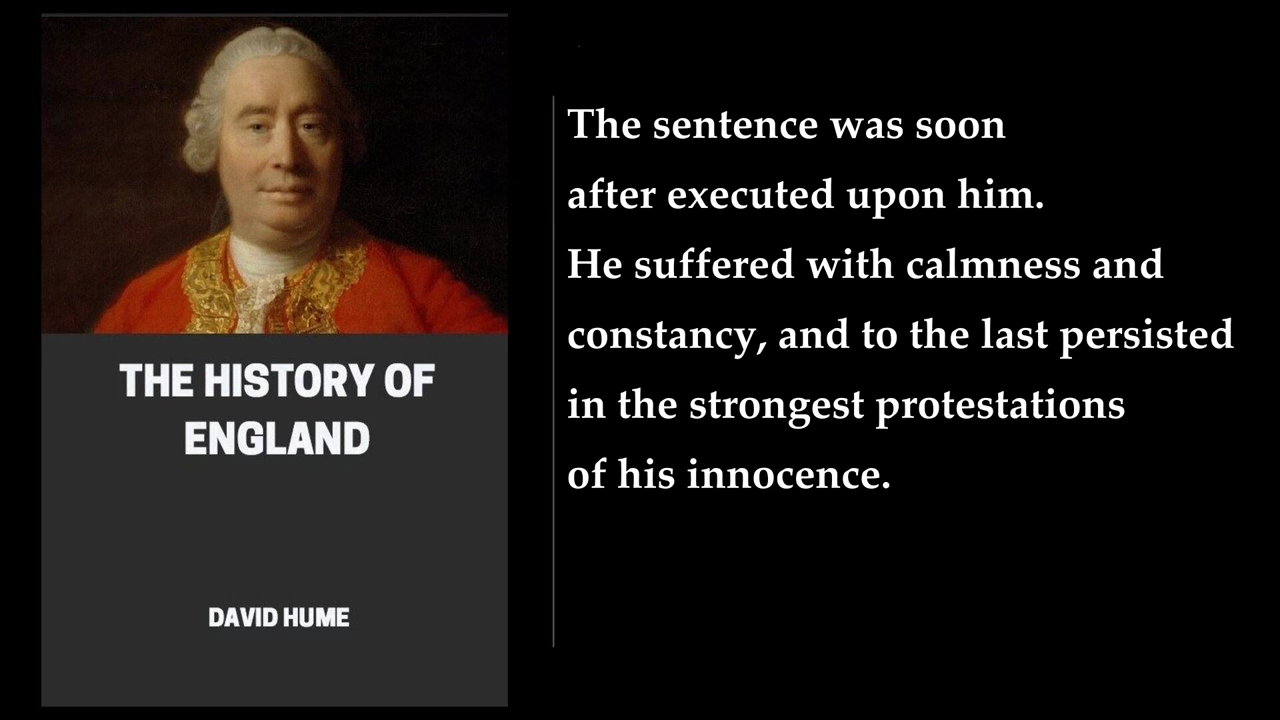 THE HISTORY OF
ENGLAND
DAVID HUME
The sentence was soon
after executed upon him.
He suffered with calmness and
constancy, and to the last persisted
in the strongest protestations
of his innocence.